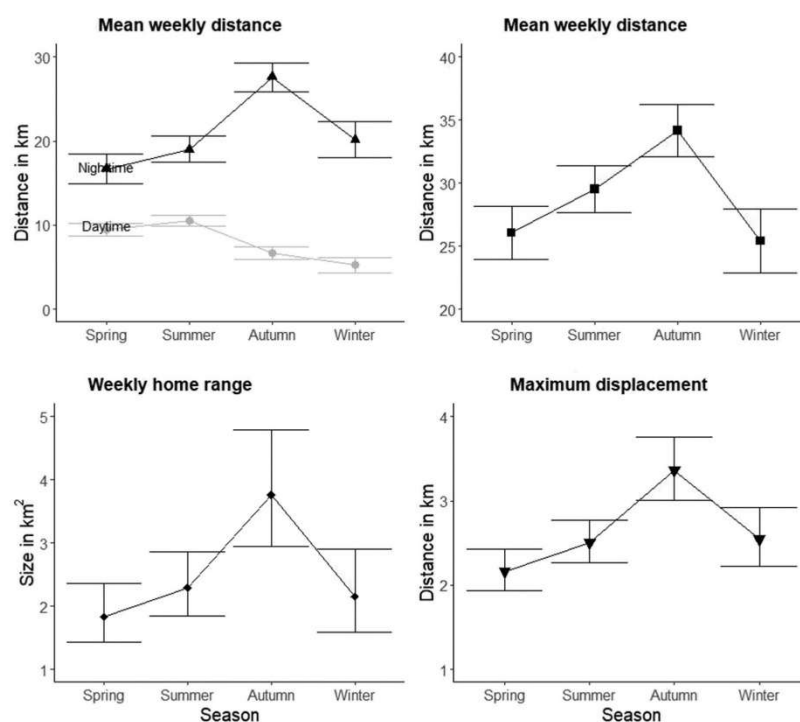 Mean weekly distance
30
20
10
0
Distance in km
Nighttime
Daytime
Spring Summer Autumn Winter
Mean weekly distance
40
35
30
25
20
Distance in km
Spring Summer Autumn Winter
Weekly home range
5
4
3
2
1
Size in km²
Spring Summer Autumn Winter
Season
Maximum displacement
4
3
2
1
Distance in km
Spring Summer Autumn Winter
Season